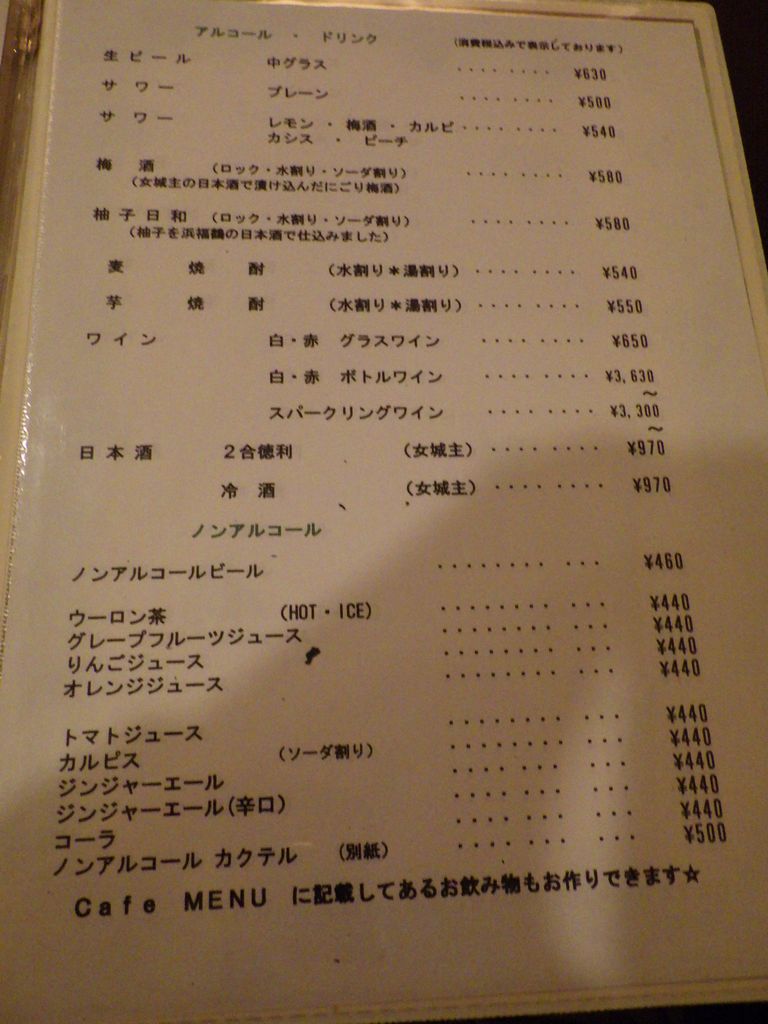 アルコール ・ ドリンク (消費税込みで表示しております)
生ビール 中グラス ········ ¥630
サワー プレーン ········ ¥500
サワー レモン ・ 梅酒 ・ カルピ ········ ¥540
カシス ・ ピーチ
梅酒 (ロック・水割り・ソーダ割り) ········ ¥580
(女城主の日本酒で漬け込んだにごり梅酒)
柚子日和 (ロック・水割り・ソーダ割り) ········ ¥580
(柚子を浜福鶴の日本酒で仕込みました)
麦焼酎 (水割り*湯割り) ········ ¥540
芋焼酎 (水割り*湯割り) ········ ¥550
ワイン 白・赤 グラスワイン ········ ¥650
白・赤 ボトルワイン ········ ¥3,630~
スパークリングワイン ········ ¥3,300~
日本酒 2合徳利 (女城主) ········ ¥970
冷酒 (女城主) ········ ¥970
ノンアルコール
ノンアルコールビール ········ ··· ¥460
ウーロン茶 (HOT・ICE) ········ ··· ¥440
グレープフルーツジュース ········ ··· ¥440
りんごジュース ········ ··· ¥440
オレンジジュース ········ ··· ¥440
トマトジュース ········ ··· ¥440
カルピス (ソーダ割り) ········ ··· ¥440
ジンジャーエール ········ ··· ¥440
ジンジャーエール(辛口) ········ ··· ¥440
コーラ ········ ··· ¥440
ノンアルコール カクテル (別紙) ········ ··· ¥500
Cafe MENU に記載してあるお飲み物もお作りできます☆